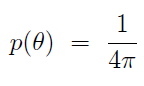 p(θ) = 1/4π